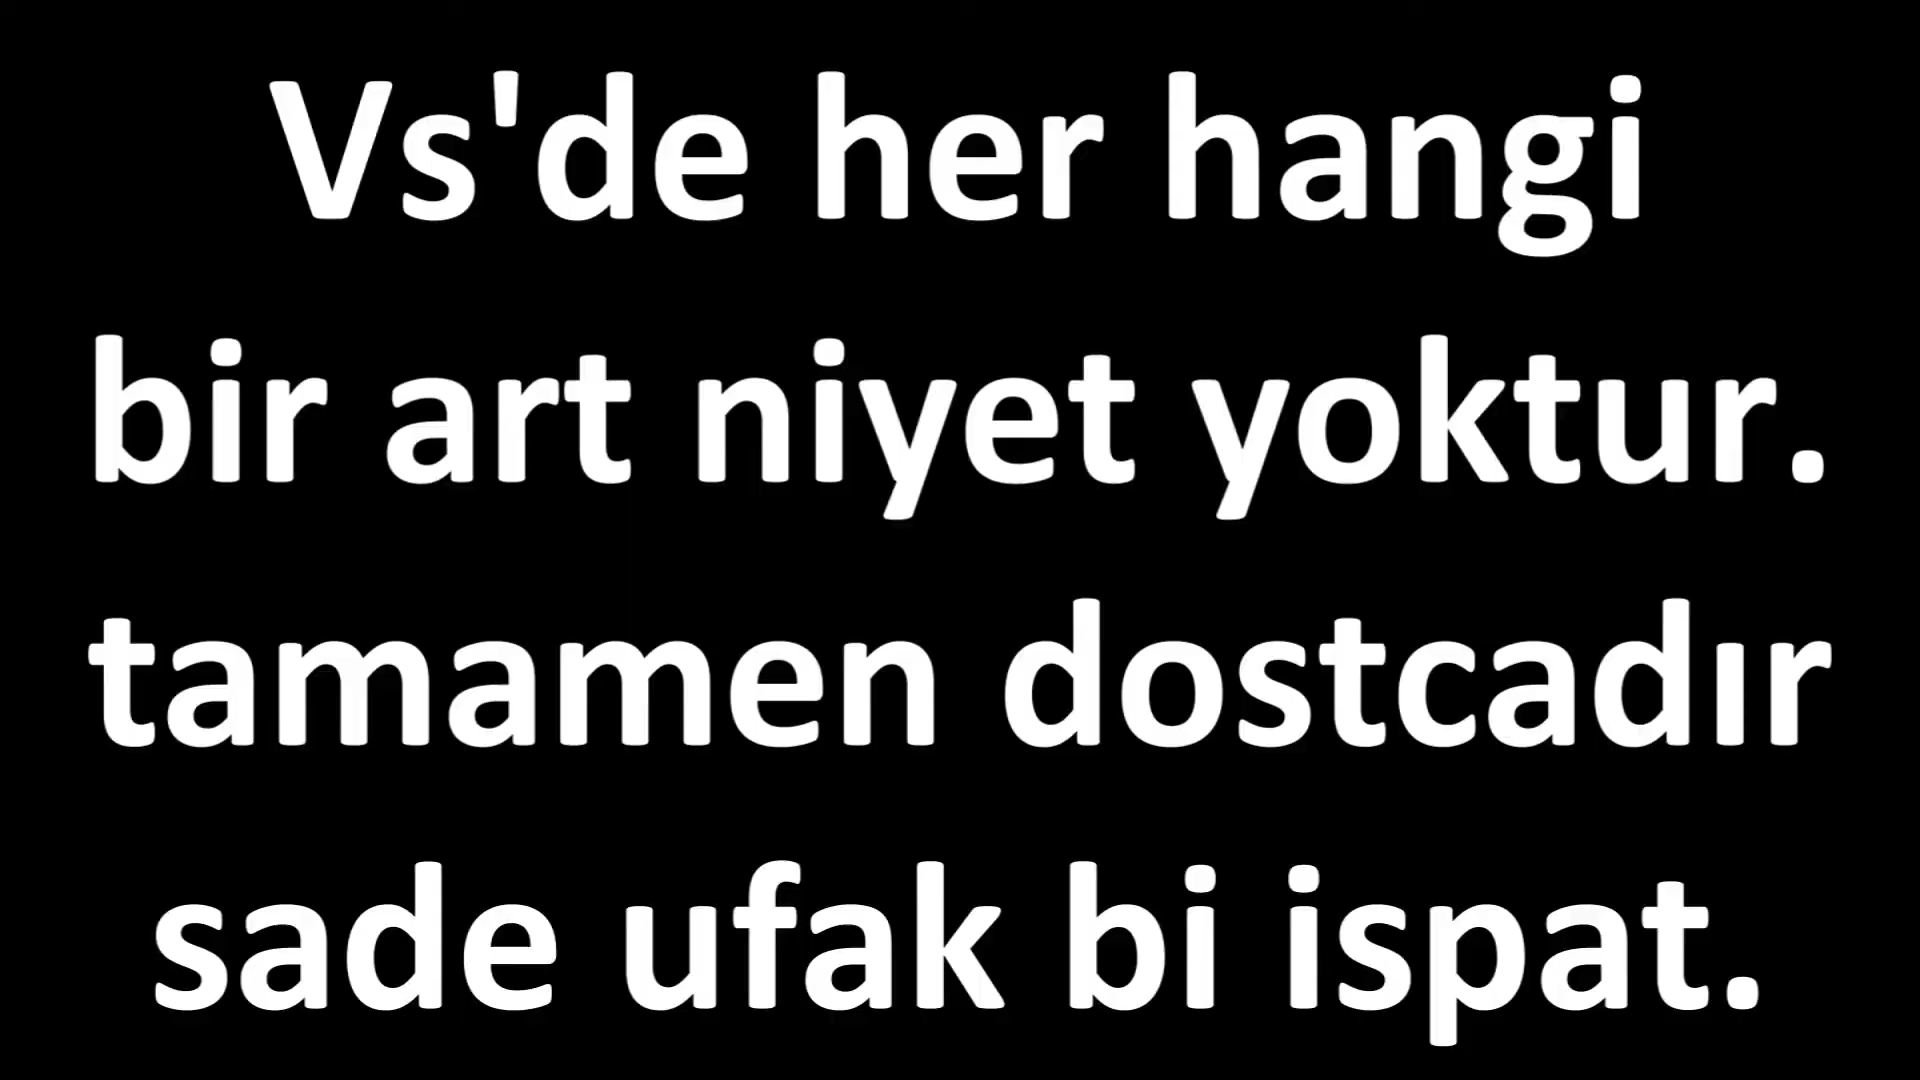 Vs'de her hangi
bir art niyet yoktur.
tamamen dostcadır
sade ufak bi ispat.